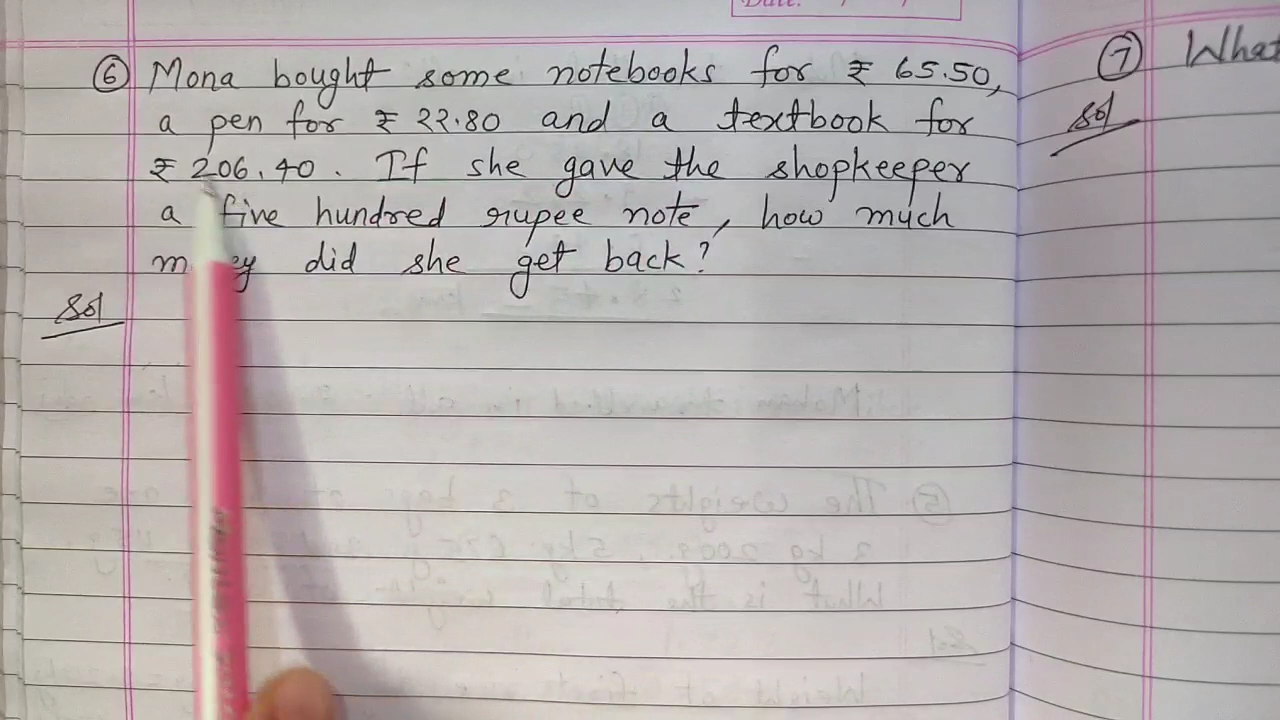 Date:
⑥ Mona bought some notebooks for ₹ 65.50,
a pen for ₹ 22.80 and a textbook for
₹ 206.40. If she gave the shopkeeper
a five hundred rupee note, how much
did she get back?
Sol
⑦ What
Sol